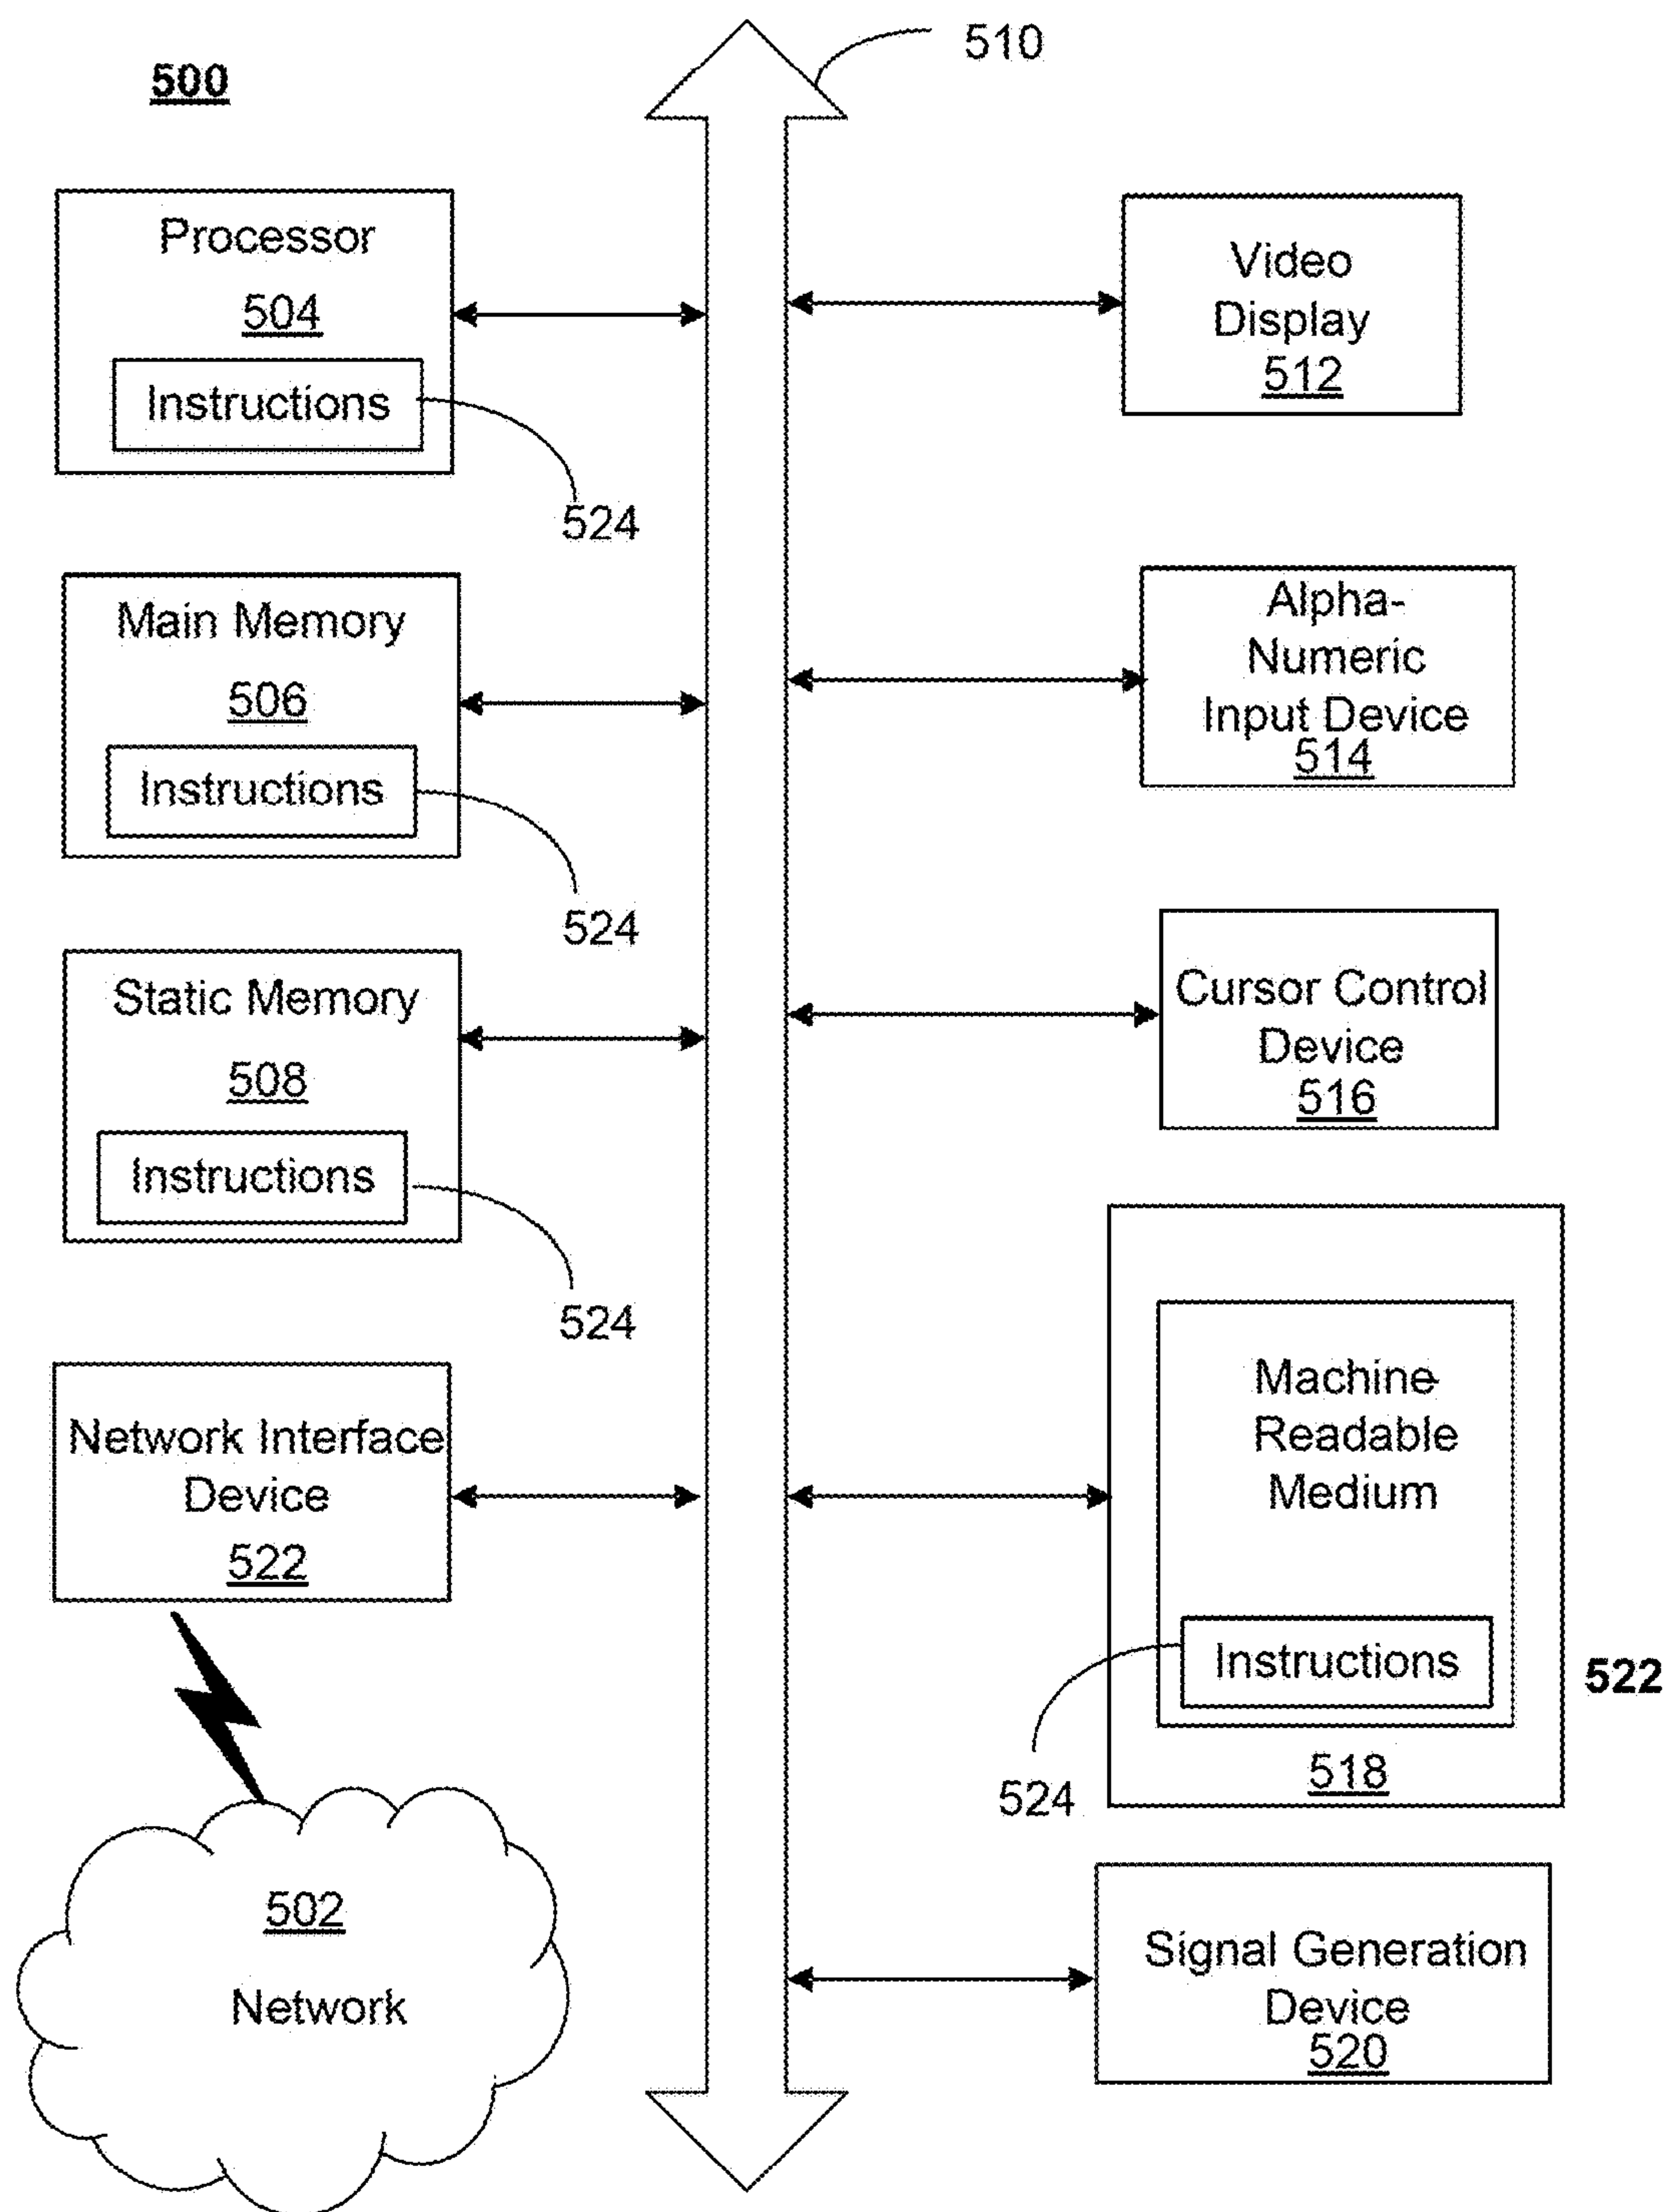 500
510
Processor
504
Instructions
524
Main Memory
506
Instructions
524
Static Memory
508
Instructions
524
Network Interface
Device
522
502
Network
Video
Display
512
Alpha-
Numeric
Input Device
514
Cursor Control
Device
516
Machine-
Readable
Medium
Instructions
524
518
522
Signal Generation
Device
520